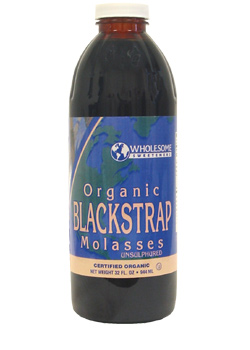 WHOLESOME
SWEETENERS
Organic
BLACKSTRAP
Molasses
UNSULPHURED
CERTIFIED ORGANIC
NET WEIGHT 32 FL. OZ. • 944 ML